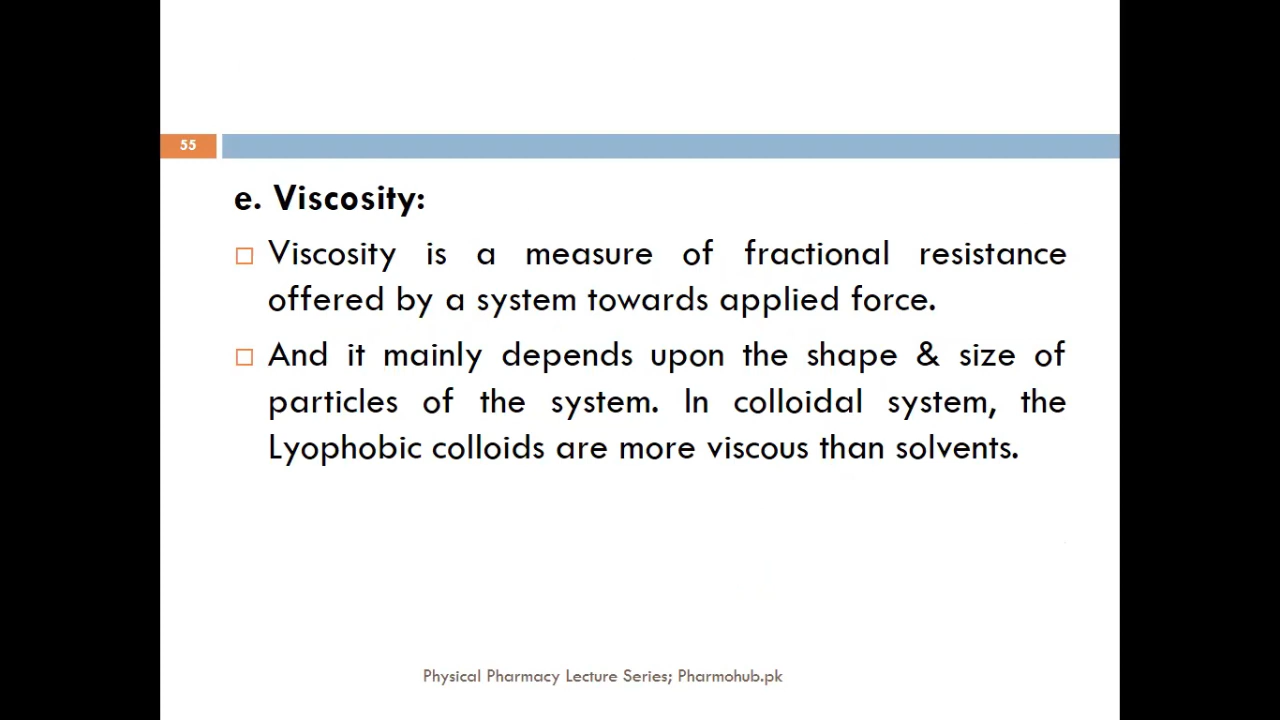 55
e. Viscosity:
Viscosity is a measure of fractional resistance
offered by a system towards applied force.
And it mainly depends upon the shape & size of
particles of the system. In colloidal system, the
Lyophobic colloids are more viscous than solvents.
Physical Pharmacy Lecture Series; Pharmohub.pk